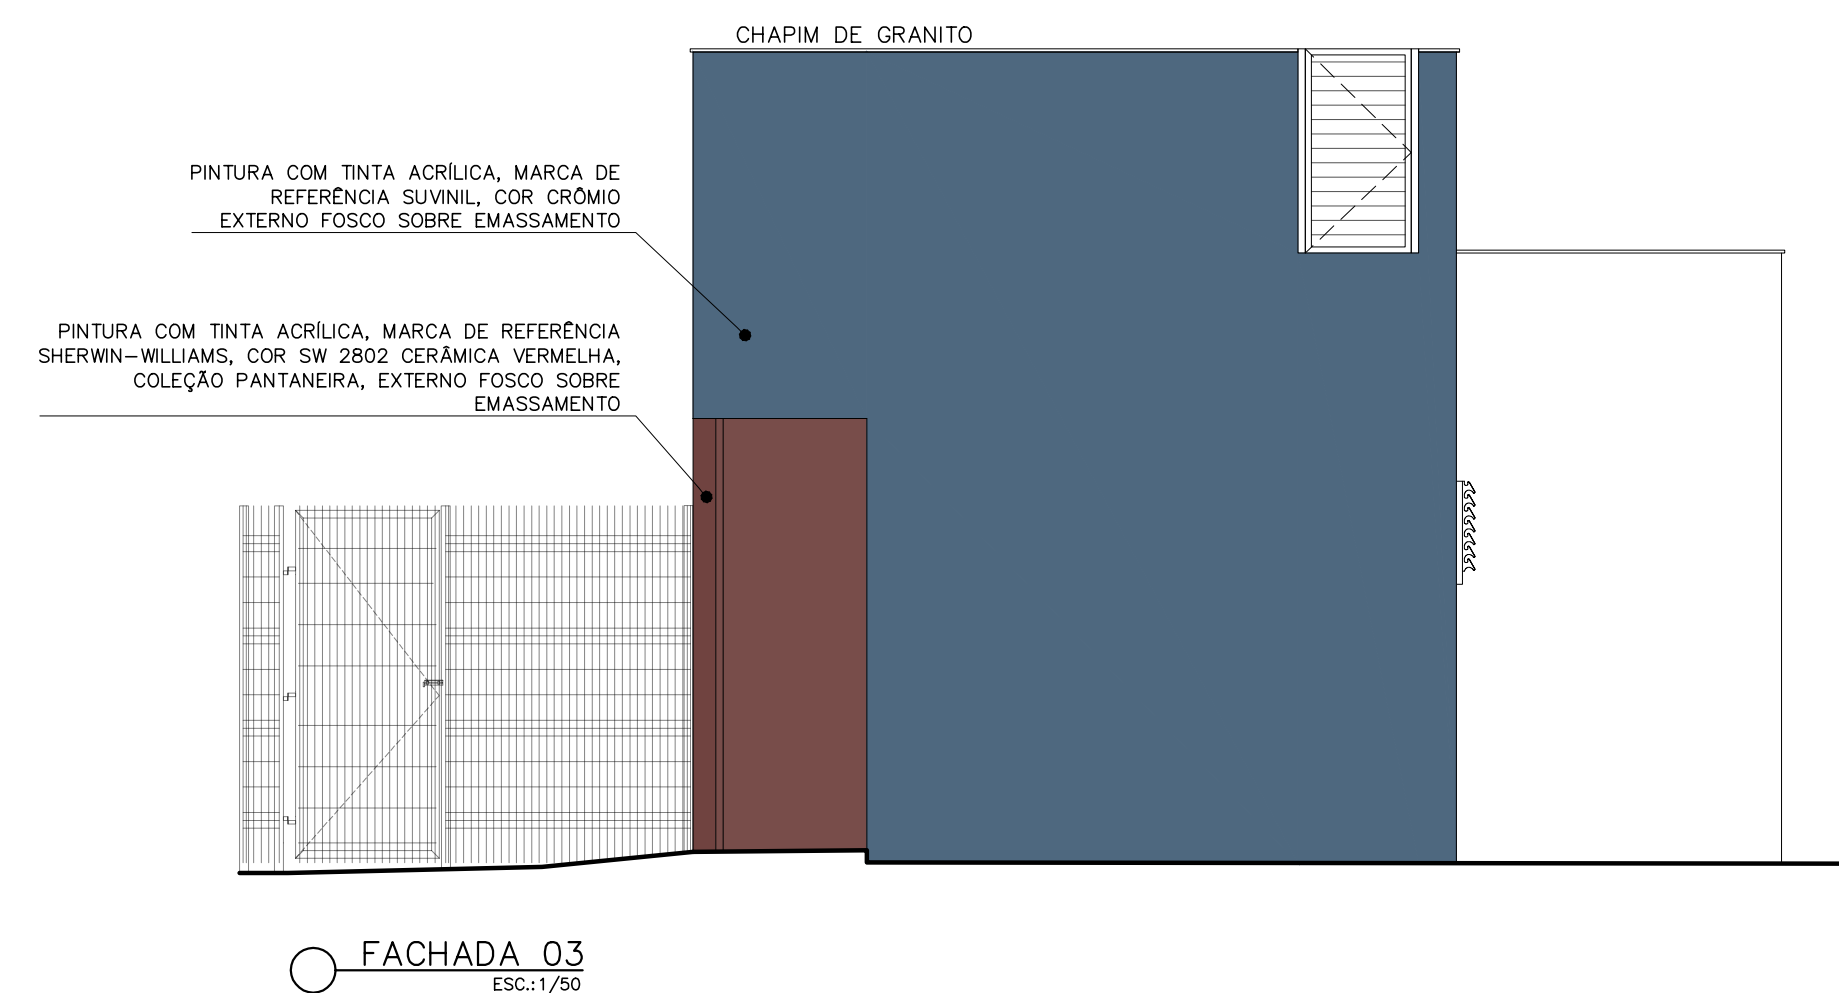 CHAPIM DE GRANITO
PINTURA COM TINTA ACRÍLICA, MARCA DE
REFERÊNCIA SUVINIL, COR CRÔMIO
EXTERNO FOSCO SOBRE EMASSAMENTO
PINTURA COM TINTA ACRÍLICA, MARCA DE REFERÊNCIA
SHERWIN-WILLIAMS, COR SW 2802 CERÂMICA VERMELHA,
COLEÇÃO PANTANEIRA, EXTERNO FOSCO SOBRE
EMASSAMENTO
FACHADA 03
ESC.:1/50